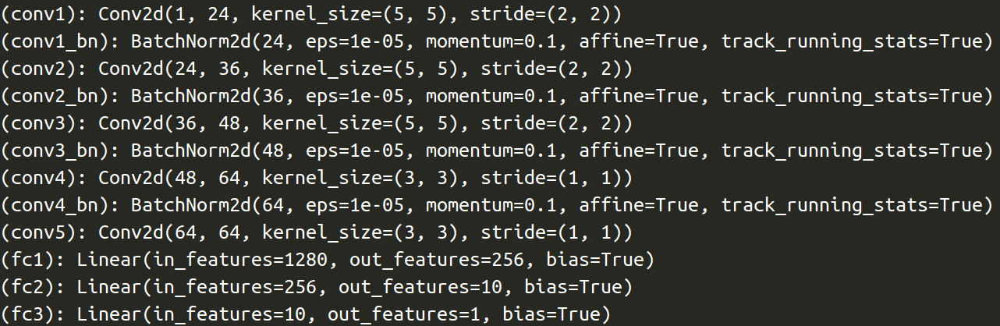 (conv1): Conv2d(1, 24, kernel_size=(5, 5), stride=(2, 2))
(conv1_bn): BatchNorm2d(24, eps=1e-05, momentum=0.1, affine=True, track_running_stats=True)
(conv2): Conv2d(24, 36, kernel_size=(5, 5), stride=(2, 2))
(conv2_bn): BatchNorm2d(36, eps=1e-05, momentum=0.1, affine=True, track_running_stats=True)
(conv3): Conv2d(36, 48, kernel_size=(5, 5), stride=(2, 2))
(conv3_bn): BatchNorm2d(48, eps=1e-05, momentum=0.1, affine=True, track_running_stats=True)
(conv4): Conv2d(48, 64, kernel_size=(3, 3), stride=(1, 1))
(conv4_bn): BatchNorm2d(64, eps=1e-05, momentum=0.1, affine=True, track_running_stats=True)
(conv5): Conv2d(64, 64, kernel_size=(3, 3), stride=(1, 1))
(fc1): Linear(in_features=1280, out_features=256, bias=True)
(fc2): Linear(in_features=256, out_features=10, bias=True)
(fc3): Linear(in_features=10, out_features=1, bias=True)